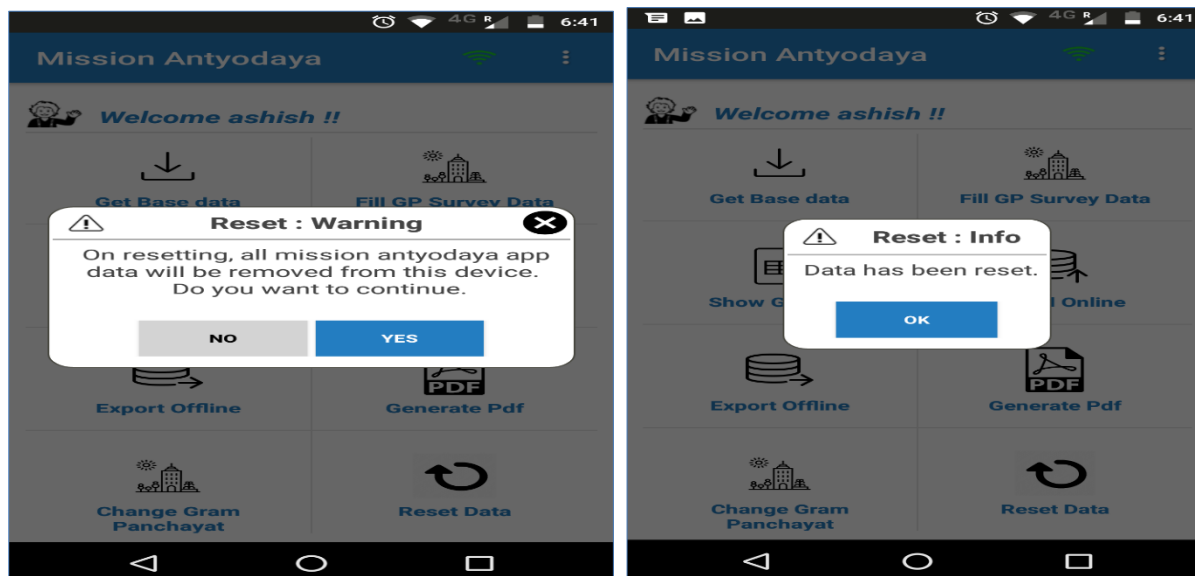 4G R 6:41
Mission Antyodaya
Welcome ashish !!
Get Base data
Fill GP Survey Data
Reset : Warning
On resetting, all mission antyodaya app
data will be removed from this device.
Do you want to continue.
NO
YES
PDF
Export Offline
Generate Pdf
Change Gram
Panchayat
Reset Data
4G R 6:41
Mission Antyodaya
Welcome ashish !!
Get Base data
Fill GP Survey Data
Reset : Info
Data has been reset.
Show
Online
OK
PDF
Export Offline
Generate Pdf
Change Gram
Panchayat
Reset Data